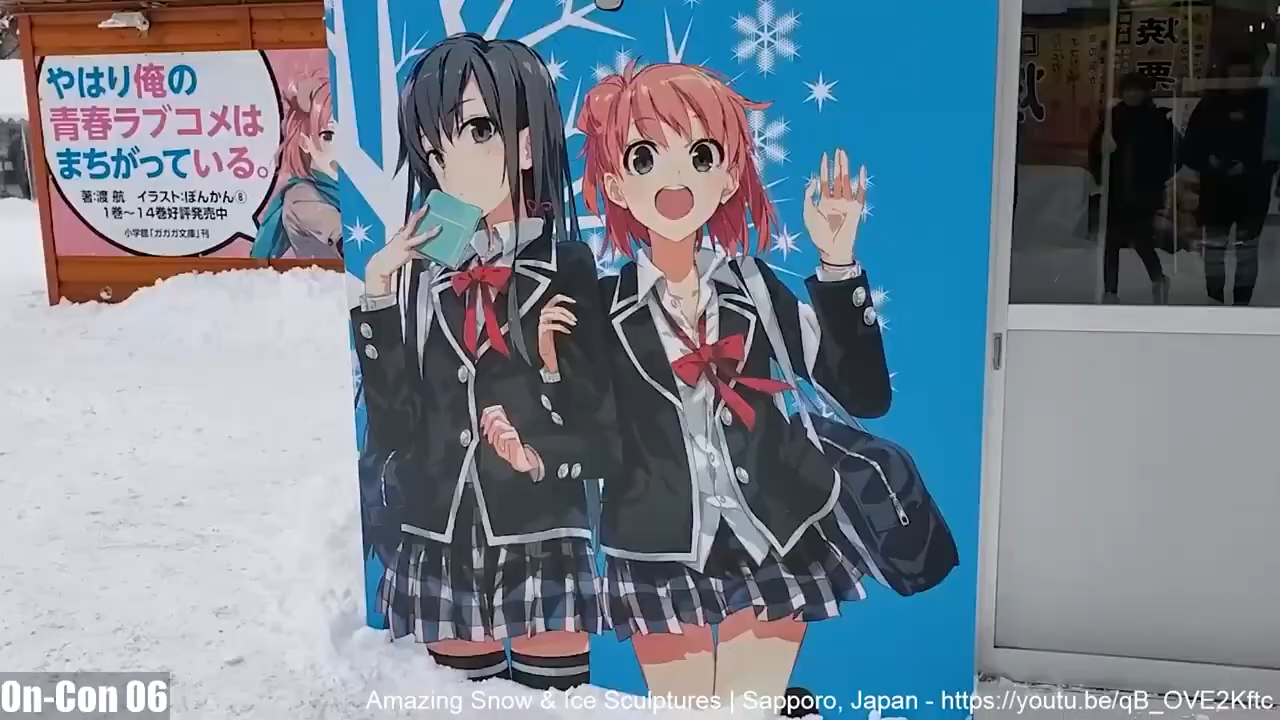 やはり俺の
青春ラブコメは
まちがっている。
著:渡 航 イラスト:ぽんかん⑧
1巻〜14巻好評発売中
小学館「ガガガ文庫」刊
焼
栗
On-Con 06
Amazing Snow & Ice Sculptures | Sapporo, Japan - https://youtu.be/qB_OVE2Kftc